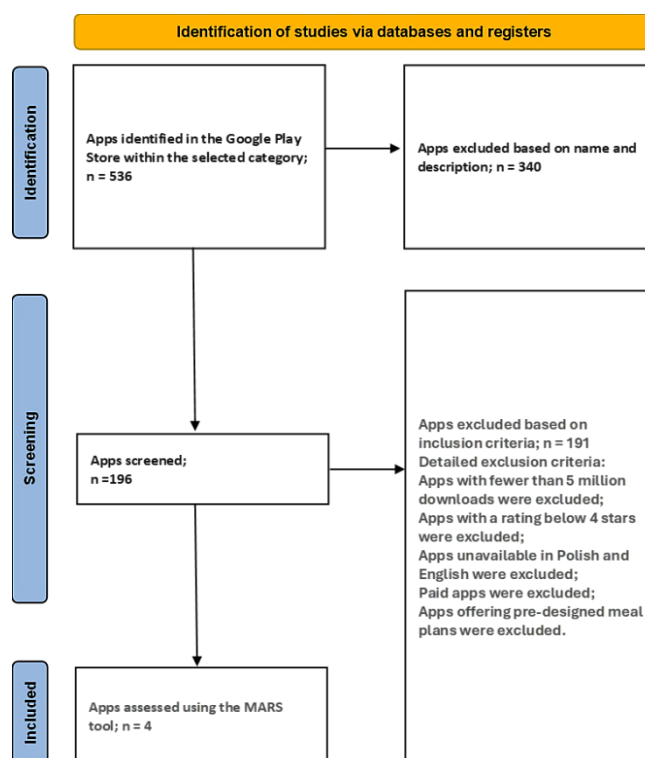 Identification of studies via databases and registers
Identification
Apps identified in the Google Play
Store within the selected category;
n = 536
Apps excluded based on name and
description; n = 340
Screening
Apps screened;
n =196
Apps excluded based on
inclusion criteria; n = 191
Detailed exclusion criteria:
Apps with fewer than 5 million
downloads were excluded;
Apps with a rating below 4 stars
were excluded;
Apps unavailable in Polish and
English were excluded;
Paid apps were excluded;
Apps offering pre-designed meal
plans were excluded.
Included
Apps assessed using the MARS
tool; n = 4